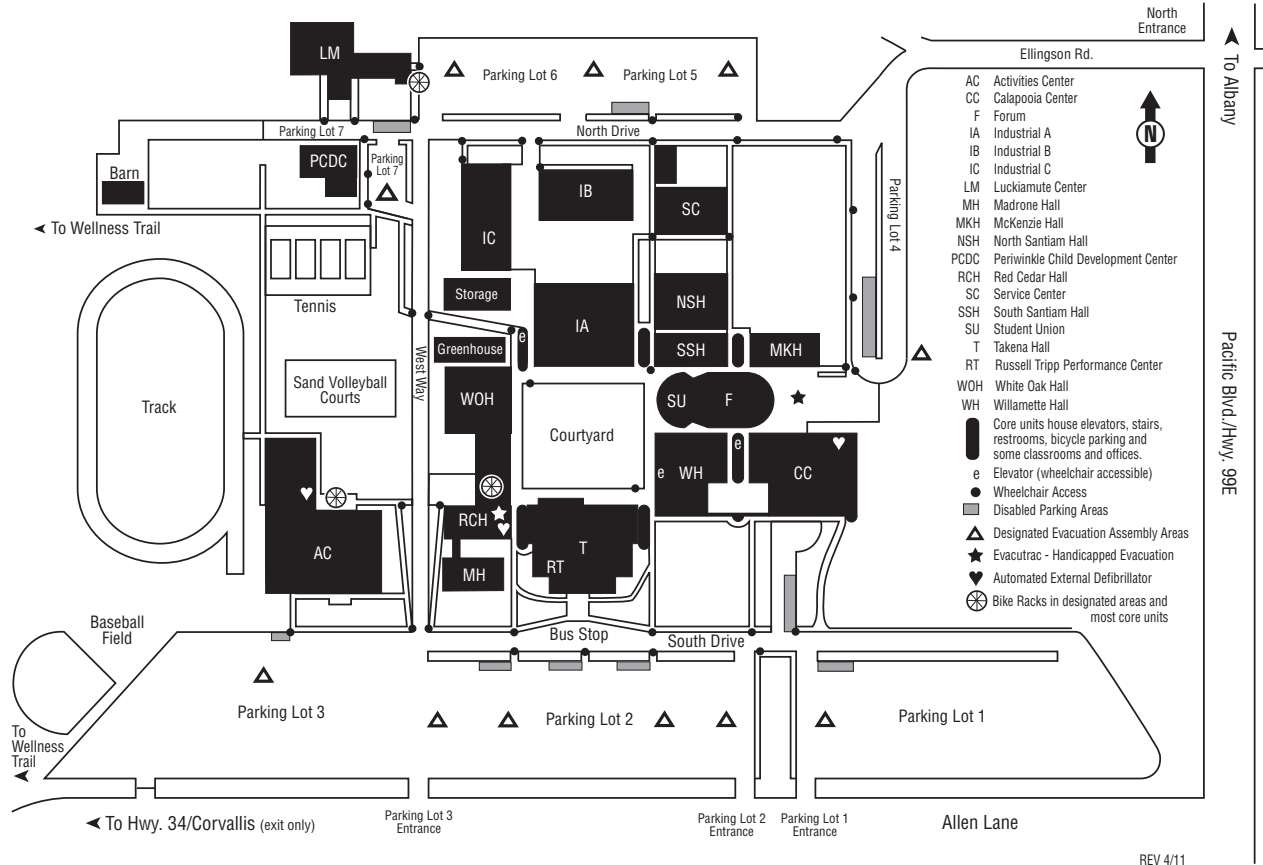 North
Entrance
To Albany
Ellingson Rd.
LM
Parking Lot 6
Parking Lot 5
AC Activities Center
CC Calapooia Center
F Forum
IA Industrial A
IB Industrial B
IC Industrial C
LM Luckiamute Center
MH Madrone Hall
MKH McKenzie Hall
NSH North Santiam Hall
PCDC Periwinkle Child Development Center
RCH Red Cedar Hall
SC Service Center
SSH South Santiam Hall
SU Student Union
T Takena Hall
RT Russell Tripp Performance Center
WOH White Oak Hall
WH Willamette Hall
Core units house elevators, stairs,
restrooms, bicycle parking and
some classrooms and offices.
e Elevator (wheelchair accessible)
Wheelchair Access
Disabled Parking Areas
Designated Evacuation Assembly Areas
Evacutrac - Handicapped Evacuation
Automated External Defibrillator
Bike Racks in designated areas and
most core units
N
Pacific Blvd./Hwy. 99E
Parking Lot 7
North Drive
PCDC
Parking
Lot 7
Barn
IB
SC
Parking Lot 4
To Wellness Trail
IC
Tennis
Storage
NSH
IA
e
Greenhouse
SSH
MKH
West Way
Sand Volleyball
Courts
Track
WOH
SU
F
Courtyard
e
e
WH
CC
RCH
AC
T
RT
MH
Baseball
Field
Bus Stop
South Drive
Parking Lot 3
Parking Lot 2
Parking Lot 1
To
Wellness
Trail
To Hwy. 34/Corvallis (exit only)
Parking Lot 3
Entrance
Parking Lot 2
Entrance
Parking Lot 1
Entrance
Allen Lane
REV 4/11